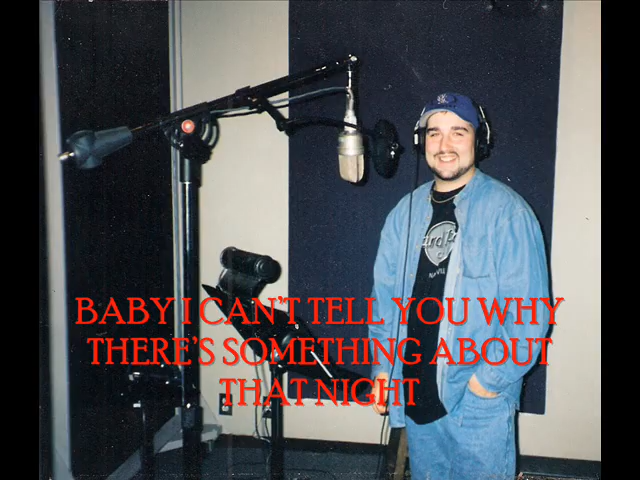 BABY I CAN'T TELL YOU WHY
THERE'S SOMETHING ABOUT
THAT NIGHT